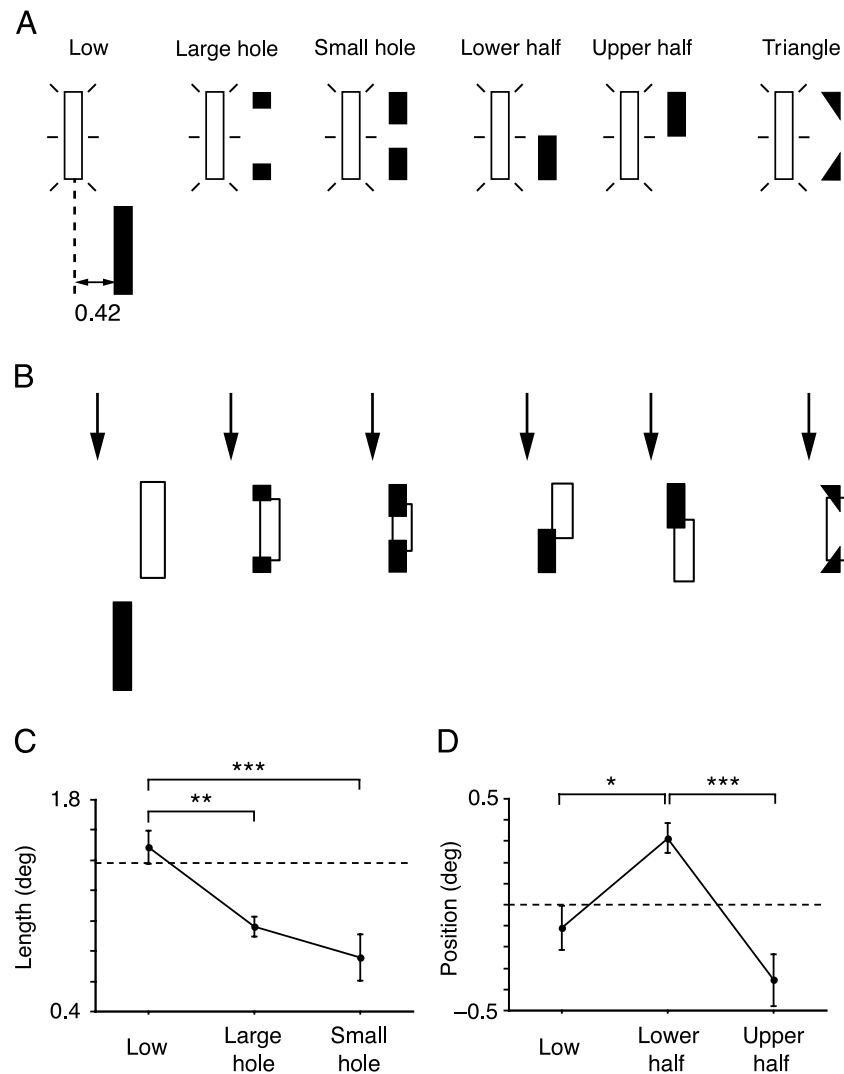 A
Low Large hole Small hole Lower half Upper half Triangle
0.42
B
C
D
*** 
**
* ***
1.8
Length (deg)
0.4
Low Large hole Small hole
0.5
Position (deg)
−0.5
Low Lower half Upper half